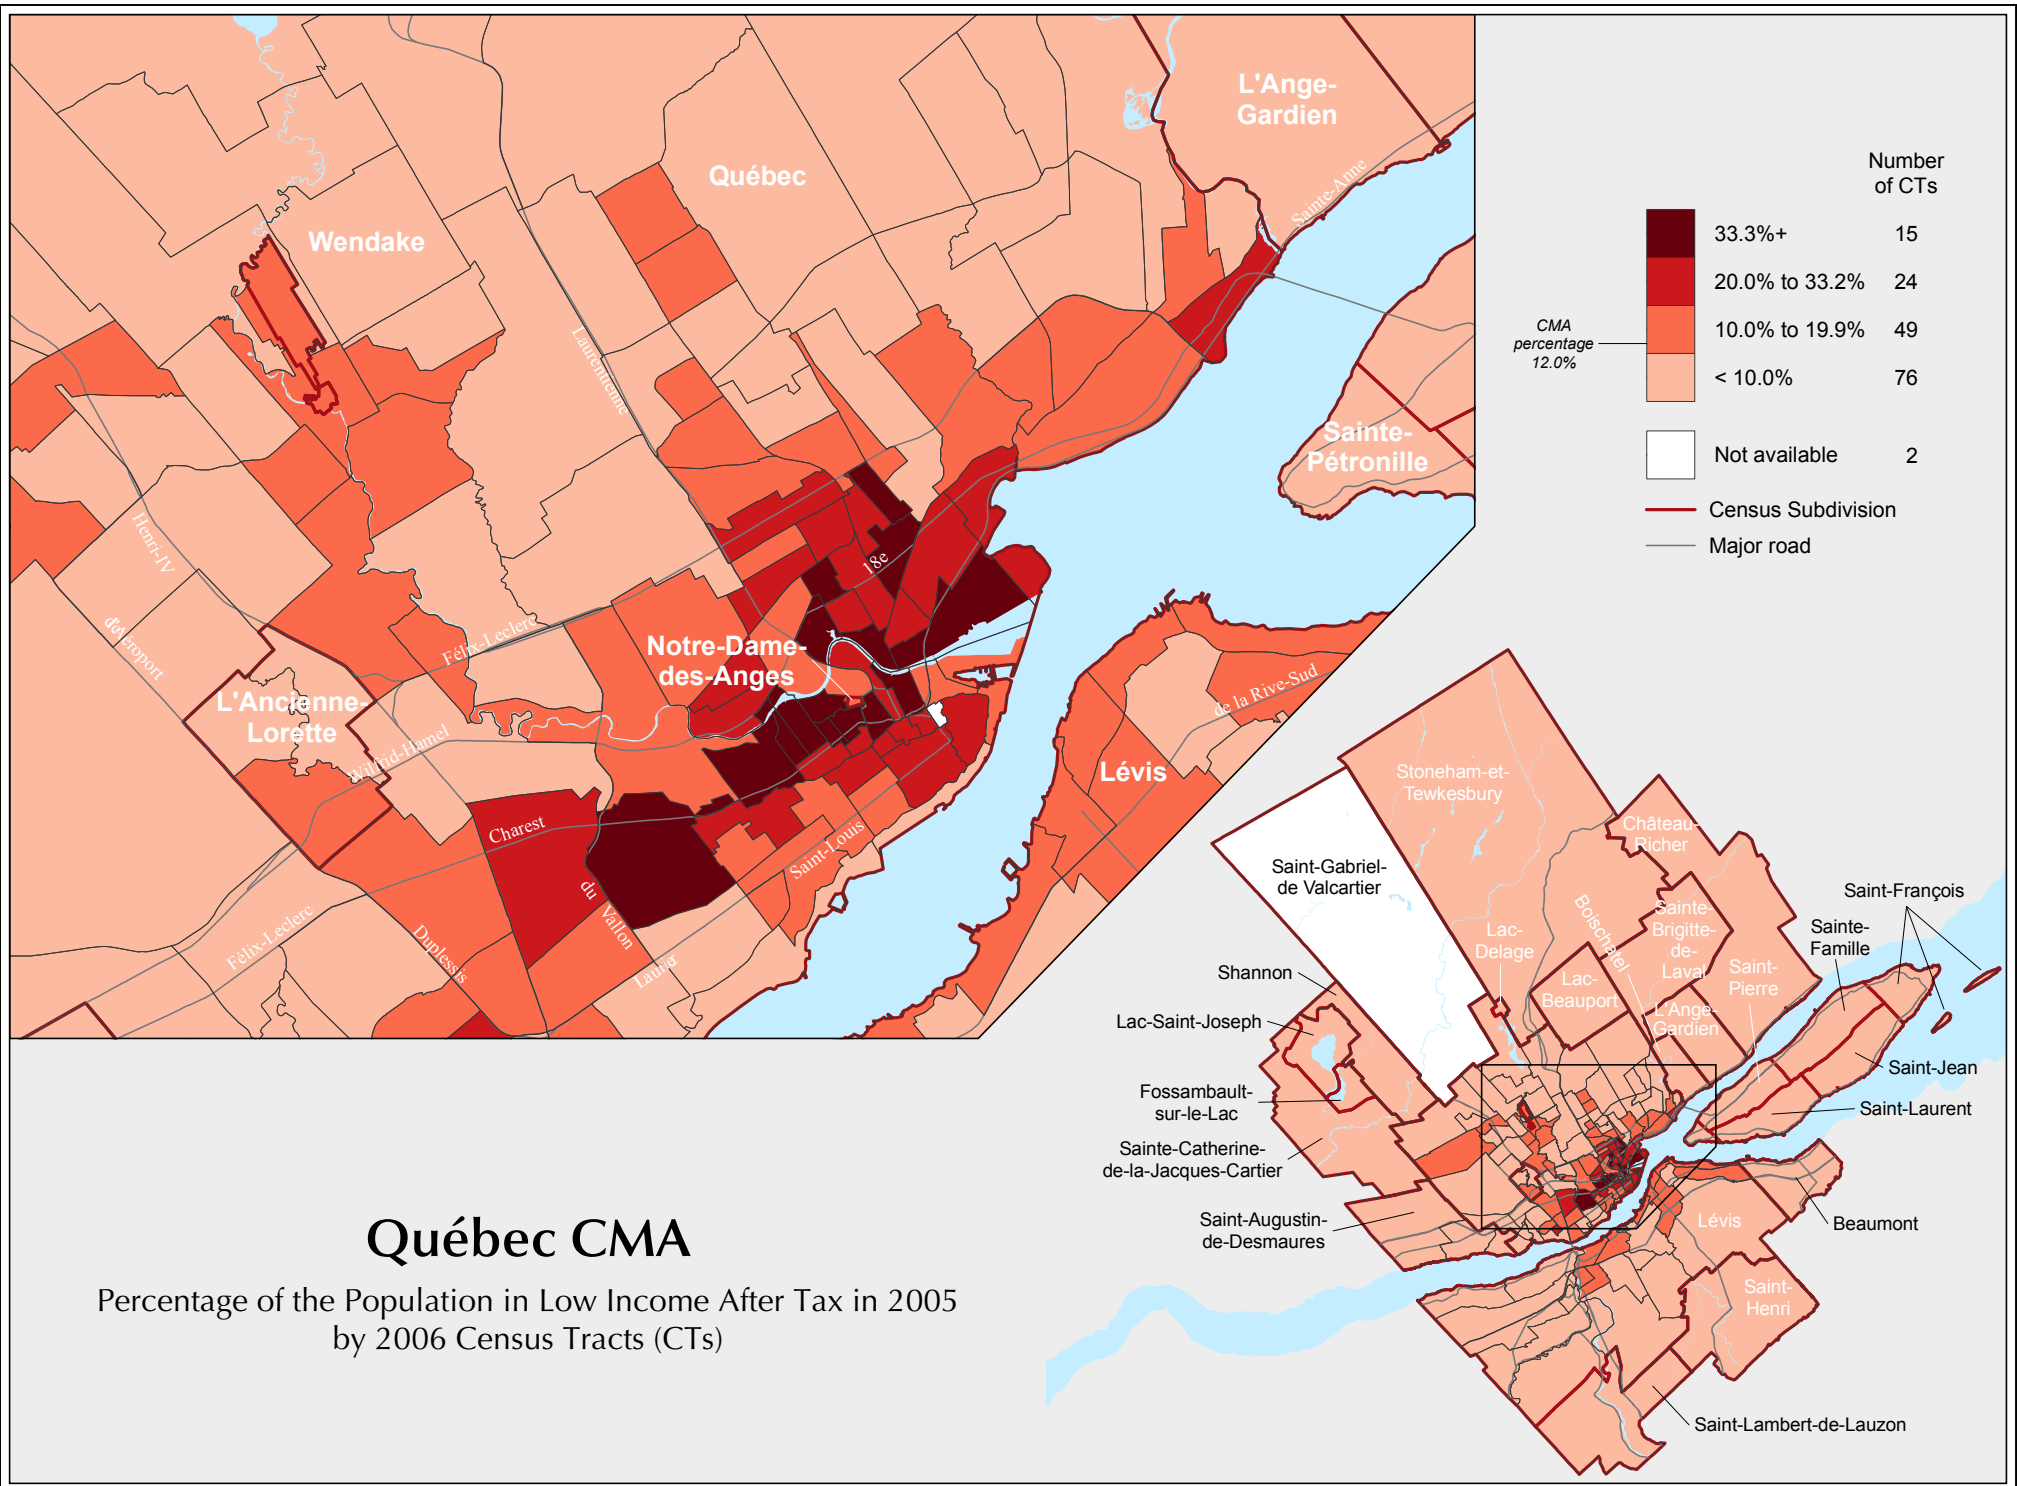 L'Ange-
Gardien
Québec
Wendake
Sainte-Anne
Laurentienne
Sainte-
Pétronille
Henri-IV
18e
d'Aéroport
Félix-Leclerc
Notre-Dame-
des-Anges
L'Ancienne-
Lorette
Wilfrid-Hamel
de la Rive-Sud
Lévis
Charest
Saint-Louis
du Vallon
Félix-Leclerc
Duplessis
Laurier
Number
of CTs
33.3%+ 15
20.0% to 33.2% 24
10.0% to 19.9% 49
< 10.0% 76
CMA
percentage
12.0%
Not available 2
Census Subdivision
Major road
Stoneham-et-
Tewkesbury
Château-
Richer
Saint-Gabriel-
de Valcartier
Saint-François
Boischatel
Sainte-
Brigitte-
de-
Laval
Sainte-
Famille
Lac-
Delage
Saint-
Pierre
Shannon
Lac-
Beauport
L'Ange-
Gardien
Lac-Saint-Joseph
Saint-Jean
Fossambault-
sur-le-Lac
Saint-Laurent
Sainte-Catherine-
de-la-Jacques-Cartier
Saint-Augustin-
de-Desmaures
Lévis
Beaumont
Saint-
Henri
Saint-Lambert-de-Lauzon
Québec CMA
Percentage of the Population in Low Income After Tax in 2005
by 2006 Census Tracts (CTs)